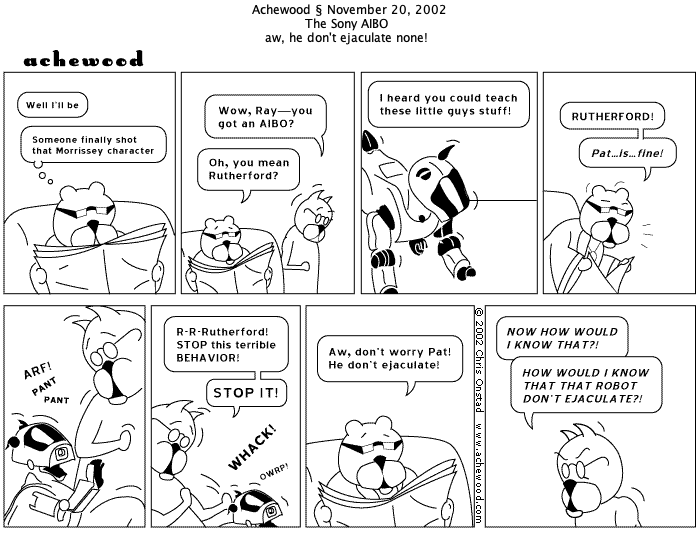 Achewood § November 20, 2002
The Sony AIBO
aw, he don't ejaculate none!
achewood
Well I'll be
Someone finally shot
that Morrissey character
Wow, Ray—you
got an AIBO?
Oh, you mean
Rutherford?
I heard you could teach
these little guys stuff!
RUTHERFORD!
Pat...is...fine!
ARF!
PANT
PANT
R-R-Rutherford!
STOP this terrible
BEHAVIOR!
STOP IT!
WHACK!
OWRP!
Aw, don't worry Pat!
He don't ejaculate!
© 2002 Chris Onstad www.achewood.com
NOW HOW WOULD
I KNOW THAT?!
HOW WOULD I KNOW
THAT THAT ROBOT
DON'T EJACULATE?!